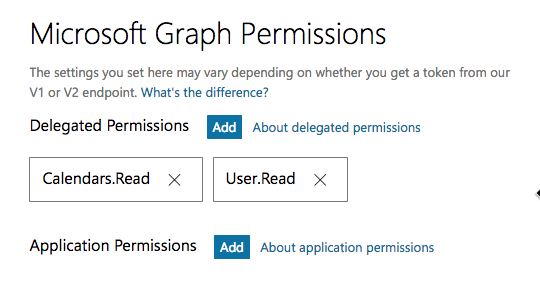 Microsoft Graph Permissions
The settings you set here may vary depending on whether you get a token from our
V1 or V2 endpoint. What's the difference?
Delegated Permissions Add About delegated permissions
Calendars.Read User.Read
Application Permissions Add About application permissions